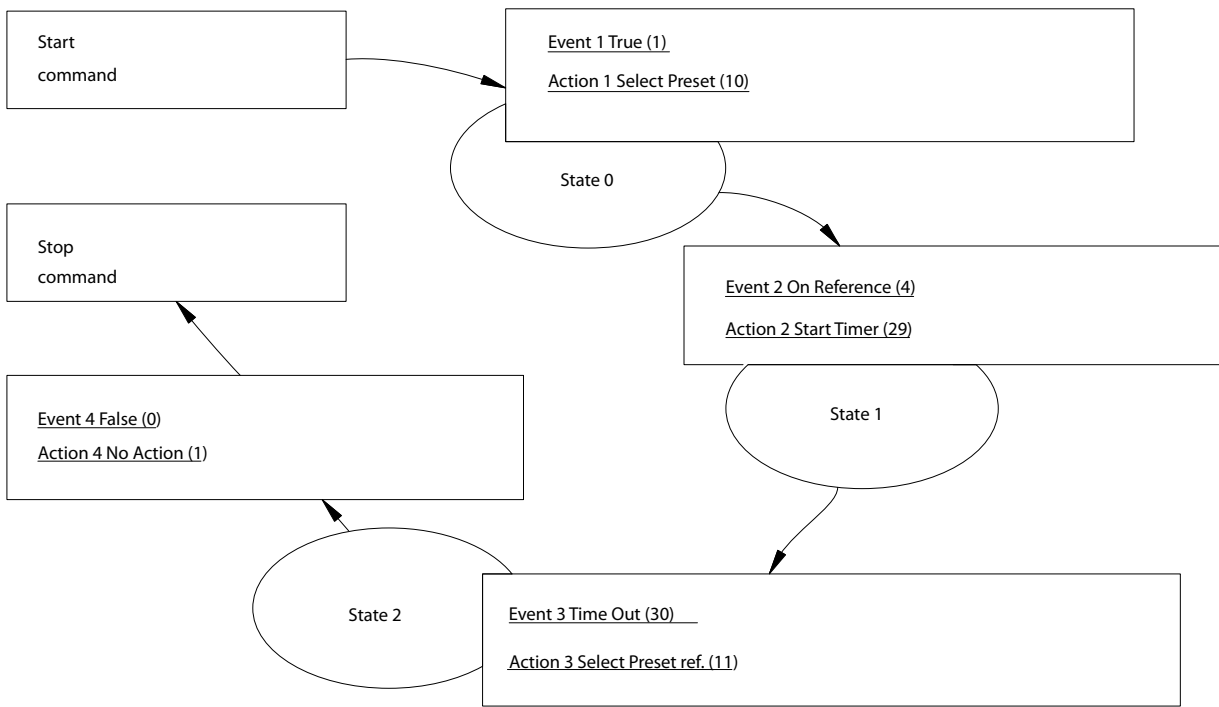 Start
command
Event 1 True (1)
Action 1 Select Preset (10)
State 0
Event 2 On Reference (4)
Action 2 Start Timer (29)
State 1
Event 3 Time Out (30)
Action 3 Select Preset ref. (11)
State 2
Event 4 False (0)
Action 4 No Action (1)
Stop
command